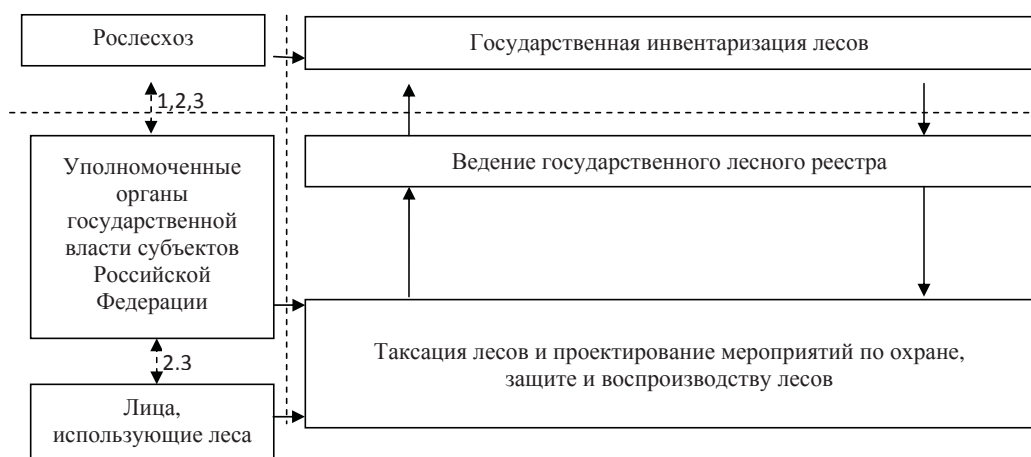 Рослесхоз
Государственная инвентаризация лесов
1,2,3
Уполномоченные
органы
государственной
власти субъектов
Российской
Федерации
Ведение государственного лесного реестра
Таксация лесов и проектирование мероприятий по охране,
защите и воспроизводству лесов
2.3
Лица,
использующие леса